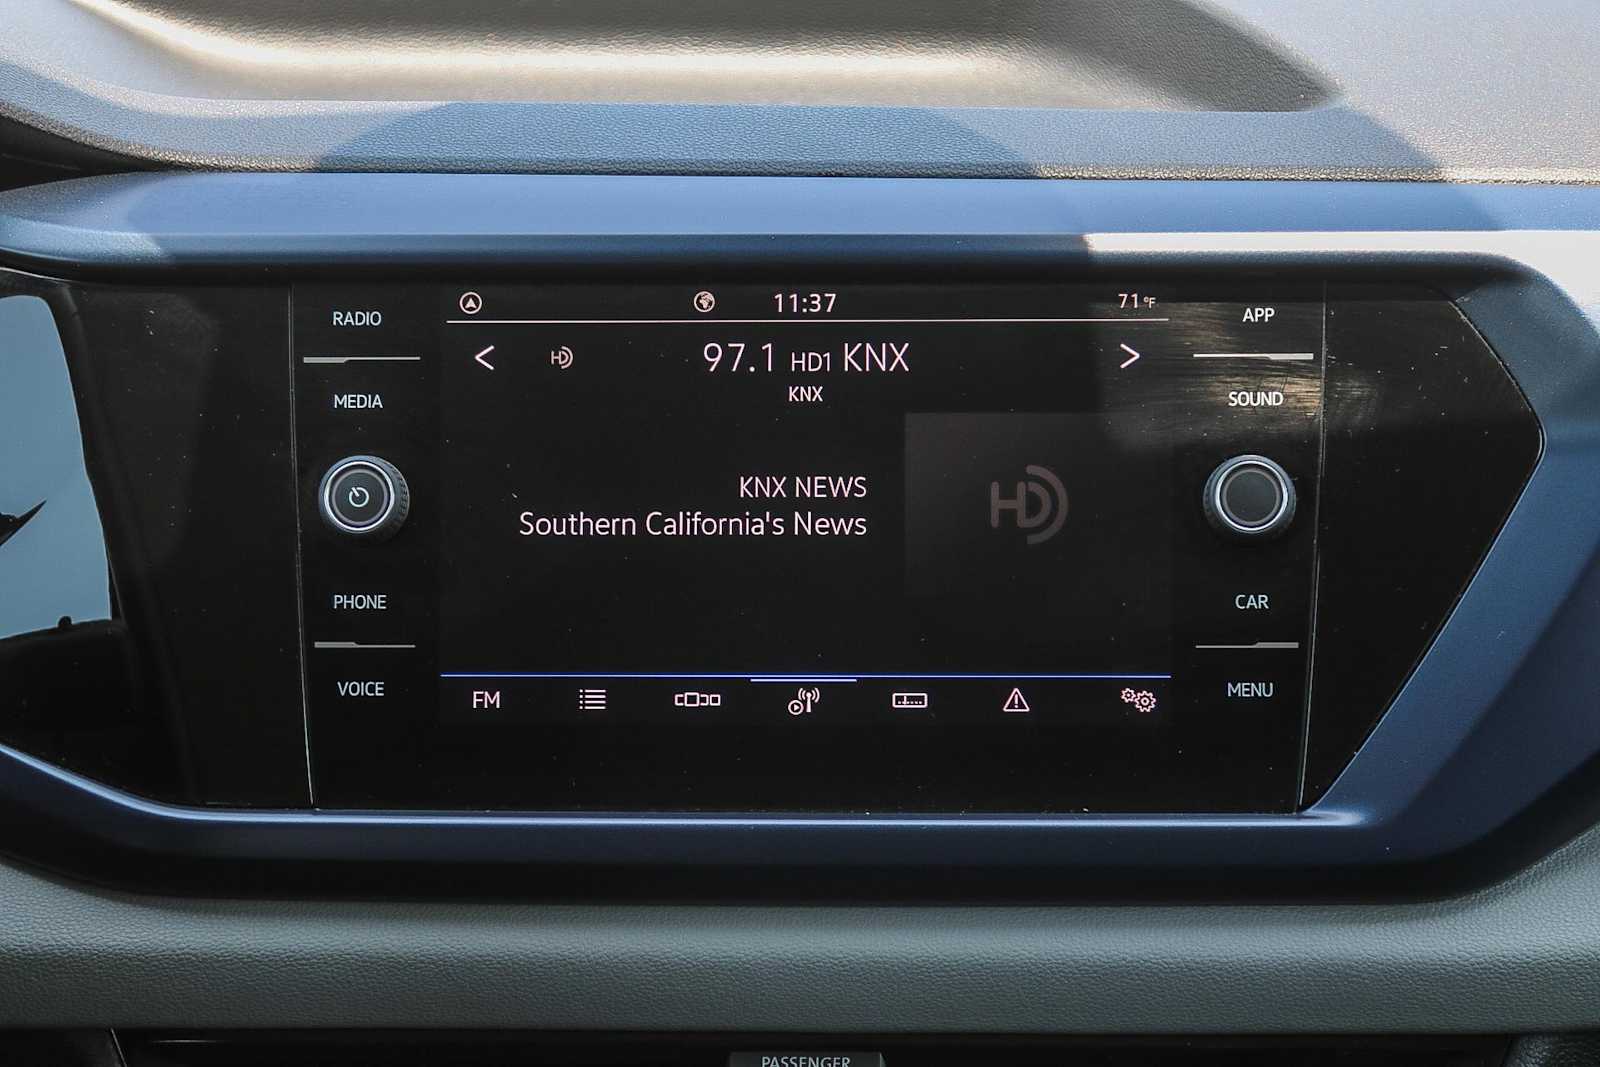 11:37
71°F
RADIO
MEDIA
PHONE
VOICE
< HD 97.1 HD1 KNX >
KNX
KNX NEWS
Southern California's News
HD
FM
APP
SOUND
CAR
MENU
PASSENGER